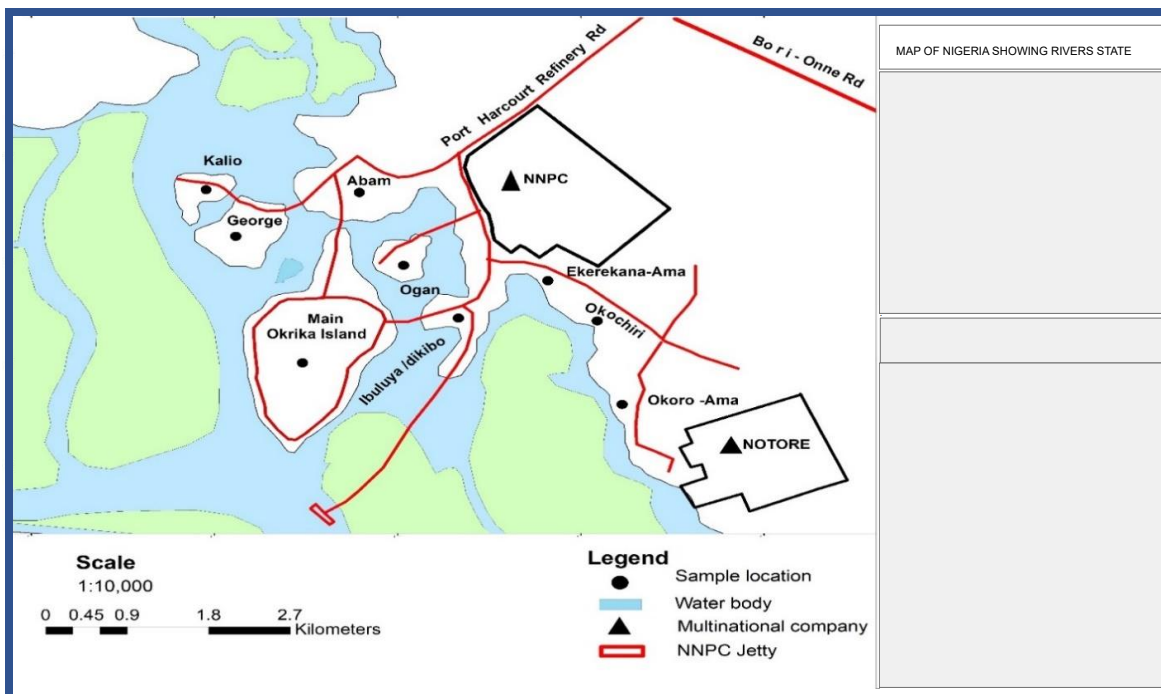 MAP OF NIGERIA SHOWING RIVERS STATE
Port Harcourt Refinery Rd
Bori-Onne Rd
Kalio
Abam
NNPC
George
Ogan
Ekerekana-Ama
Okochiri
Main
Okrika Island
Ibuluya /dikibo
Okoro -Ama
NOTORE
Scale
1:10,000
0 0.45 0.9 1.8 2.7
Kilometers
Legend
Sample location
Water body
Multinational company
NNPC Jetty